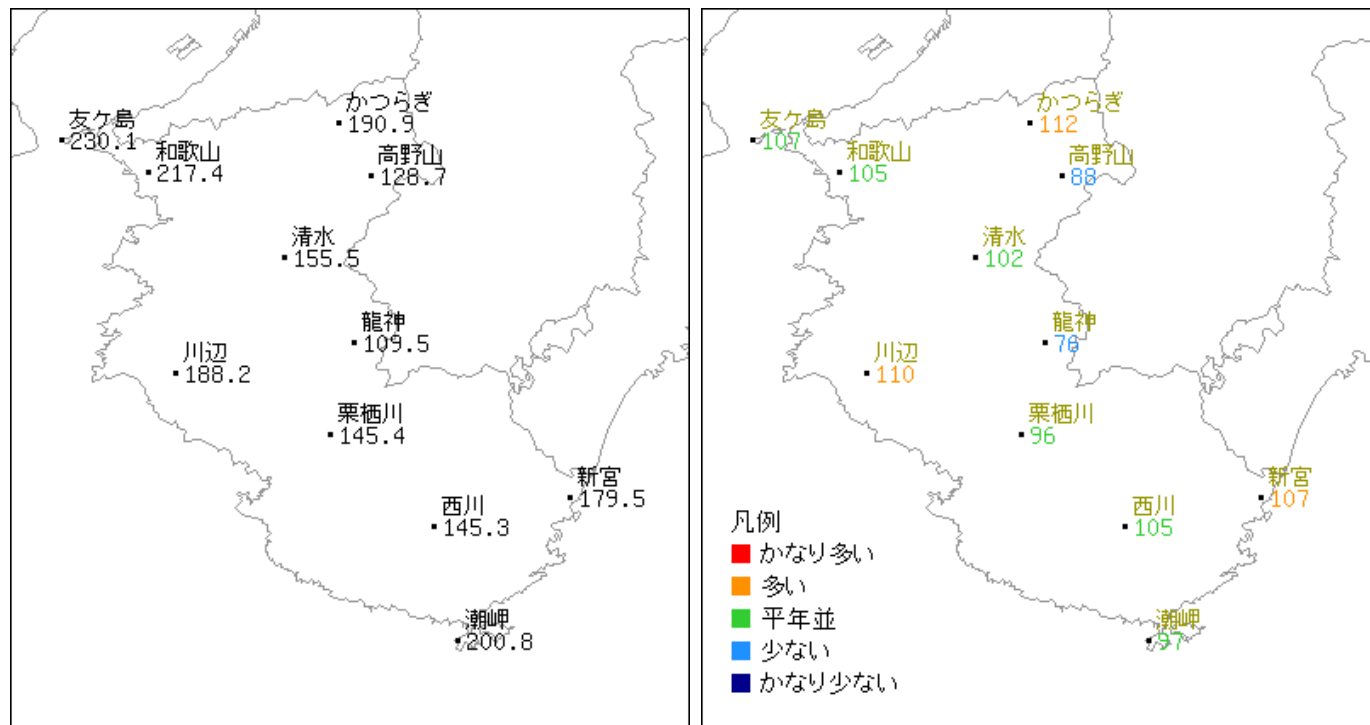 友ケ島
230.1
かつらぎ
190.9
和歌山
217.4
高野山
128.7
清水
155.5
龍神
109.5
川辺
188.2
栗栖川
145.4
新宮
179.5
西川
145.3
潮岬
200.8
友ケ島
107
かつらぎ
112
和歌山
105
高野山
88
清水
102
龍神
76
川辺
110
栗栖川
96
新宮
107
西川
105
潮岬
97
凡例
かなり多い
多い
平年並
少ない
かなり少ない